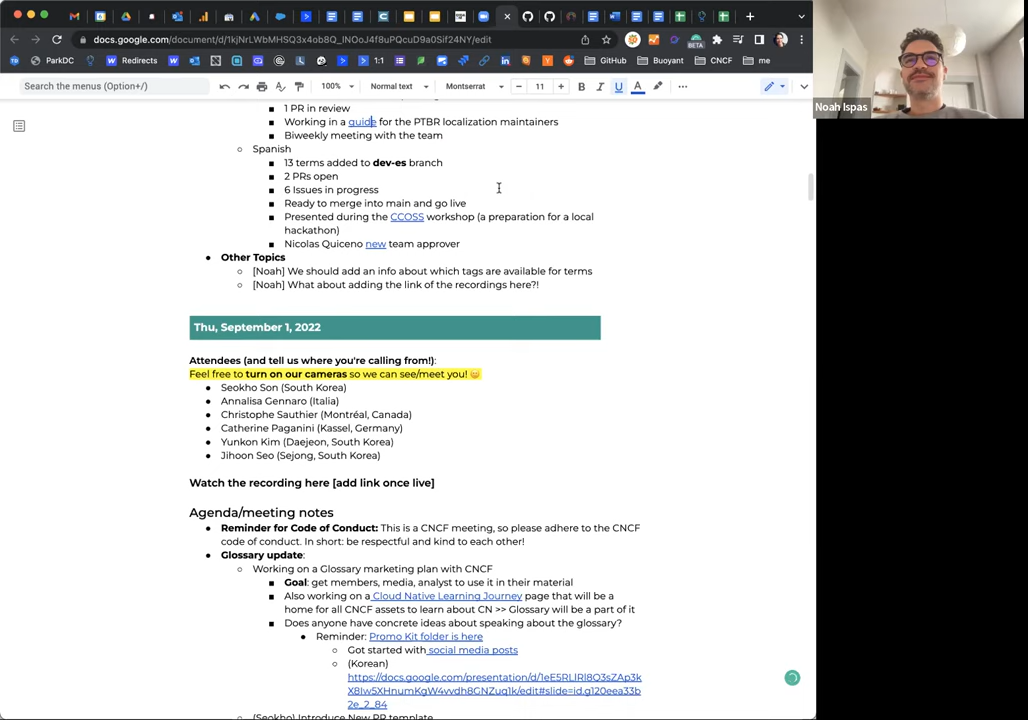 docs.google.com/document/d/1kjNrLWbMHSQ3x4ob8Q_lNOoJ4f8uPQcuD9a0Sif24NY/edit
ParkDC
Redirects
1:1
GitHub
Buoyant
CNCF
me
BETA
Search the menus (Option+/)
100%
Normal text
Montserrat
11
Noah Ispas
1 PR in review
Working in a guide for the PTBR localization maintainers
Biweekly meeting with the team
Spanish
13 terms added to dev-es branch
2 PRs open
6 Issues in progress
Ready to merge into main and go live
Presented during the CCOSS workshop (a preparation for a local
hackathon)
Nicolas Quiceno new team approver
Other Topics
[Noah] We should add an info about which tags are available for terms
[Noah] What about adding the link of the recordings here?!
Thu, September 1, 2022
Attendees (and tell us where you're calling from!):
Feel free to turn on our cameras so we can see/meet you! 😀
Seokho Son (South Korea)
Annalisa Gennaro (Italia)
Christophe Sauthier (Montréal, Canada)
Catherine Paganini (Kassel, Germany)
Yunkon Kim (Daejeon, South Korea)
Jihoon Seo (Sejong, South Korea)
Watch the recording here [add link once live]
Agenda/meeting notes
Reminder for Code of Conduct: This is a CNCF meeting, so please adhere to the CNCF
code of conduct. In short: be respectful and kind to each other!
Glossary update:
Working on a Glossary marketing plan with CNCF
Goal: get members, media, analyst to use it in their material
Also working on a Cloud Native Learning Journey page that will be a
home for all CNCF assets to learn about CN >> Glossary will be a part of it
Does anyone have concrete ideas about speaking about the glossary?
Reminder: Promo Kit folder is here
Got started with social media posts
(Korean)
https://docs.google.com/presentation/d/1eE5RLlRl8Q3sZAp3k
X8Iw5XHnumKgW4vvdh8GNZuq1k/edit#slide=id.g120eea33b
2e_2_84
(Seokho) Introduce New PR template